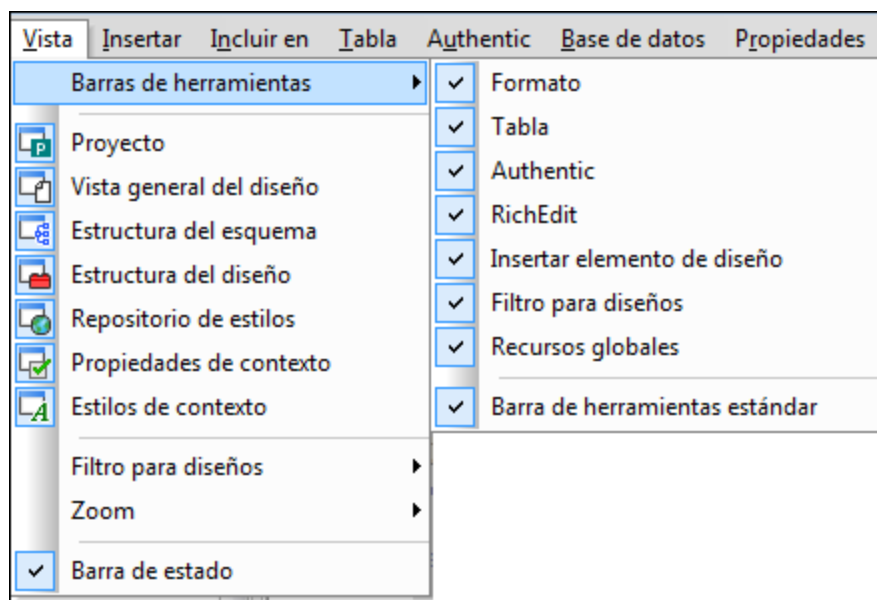 Vista Insertar Incluir en Tabla Authentic Base de datos Propiedades
Barras de herramientas
Proyecto
Vista general del diseño
Estructura del esquema
Estructura del diseño
Repositorio de estilos
Propiedades de contexto
Estilos de contexto
Filtro para diseños
Zoom
Barra de estado
Formato
Tabla
Authentic
RichEdit
Insertar elemento de diseño
Filtro para diseños
Recursos globales
Barra de herramientas estándar